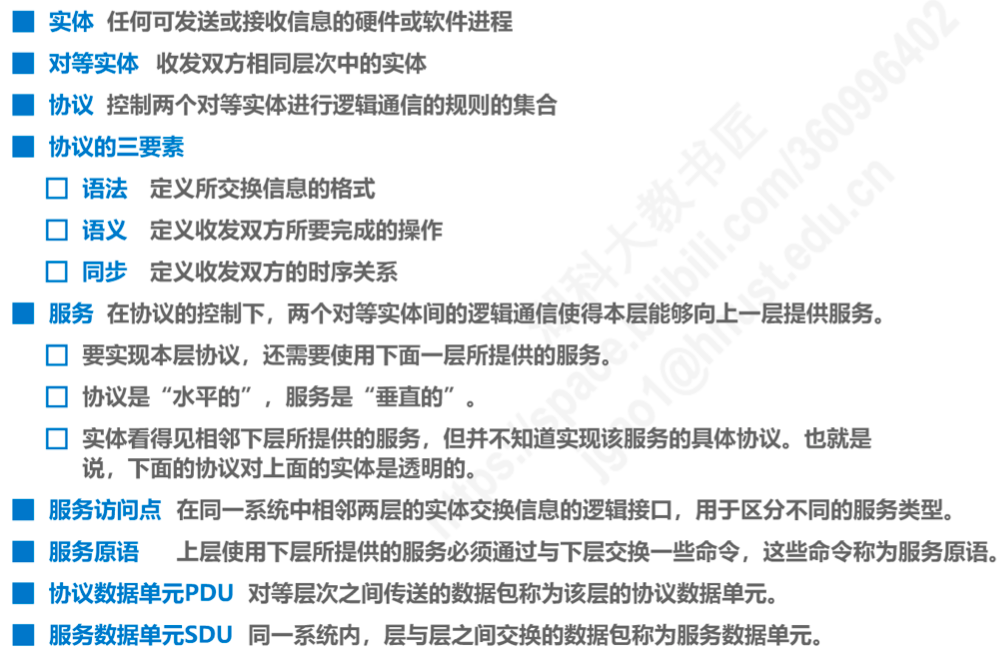 实体 任何可发送或接收信息的硬件或软件进程
对等实体 收发双方相同层次中的实体
协议 控制两个对等实体进行逻辑通信的规则的集合
协议的三要素
语法 定义所交换信息的格式
语义 定义收发双方所要完成的操作
同步 定义收发双方的时序关系
服务 在协议的控制下，两个对等实体间的逻辑通信使得本层能够向上一层提供服务。
要实现本层协议，还需要使用下面一层所提供的服务。
协议是“水平的”，服务是“垂直的”。
实体看得见相邻下层所提供的服务，但并不知道实现该服务的具体协议。也就是
说，下面的协议对上面的实体是透明的。
服务访问点 在同一系统中相邻两层的实体交换信息的逻辑接口，用于区分不同的服务类型。
服务原语 上层使用下层所提供的服务必须通过与下层交换一些命令，这些命令称为服务原语。
协议数据单元PDU 对等层次之间传送的数据包称为该层的协议数据单元。
服务数据单元SDU 同一系统内，层与层之间交换的数据包称为服务数据单元。
湖科大教书匠
https://space.bilibili.com/360996402